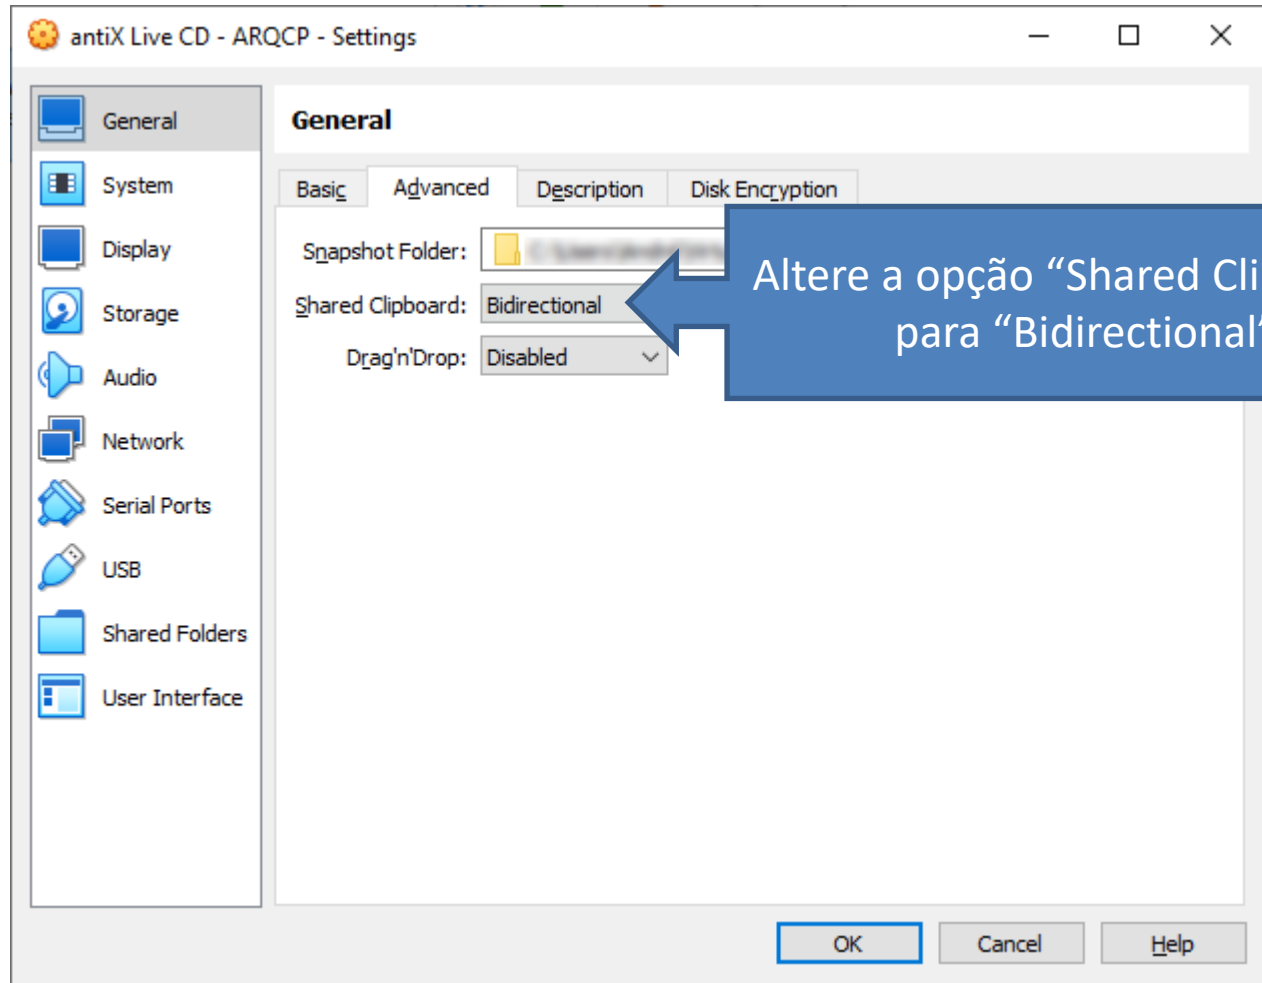 antiX Live CD - ARQCP - Settings
General
System
Display
Storage
Audio
Network
Serial Ports
USB
Shared Folders
User Interface
General
Basic Advanced Description Disk Encryption
Snapshot Folder:
Shared Clipboard: Bidirectional
Drag'n'Drop: Disabled
Altere a opção “Shared Cli
para “Bidirectional”
OK Cancel Help